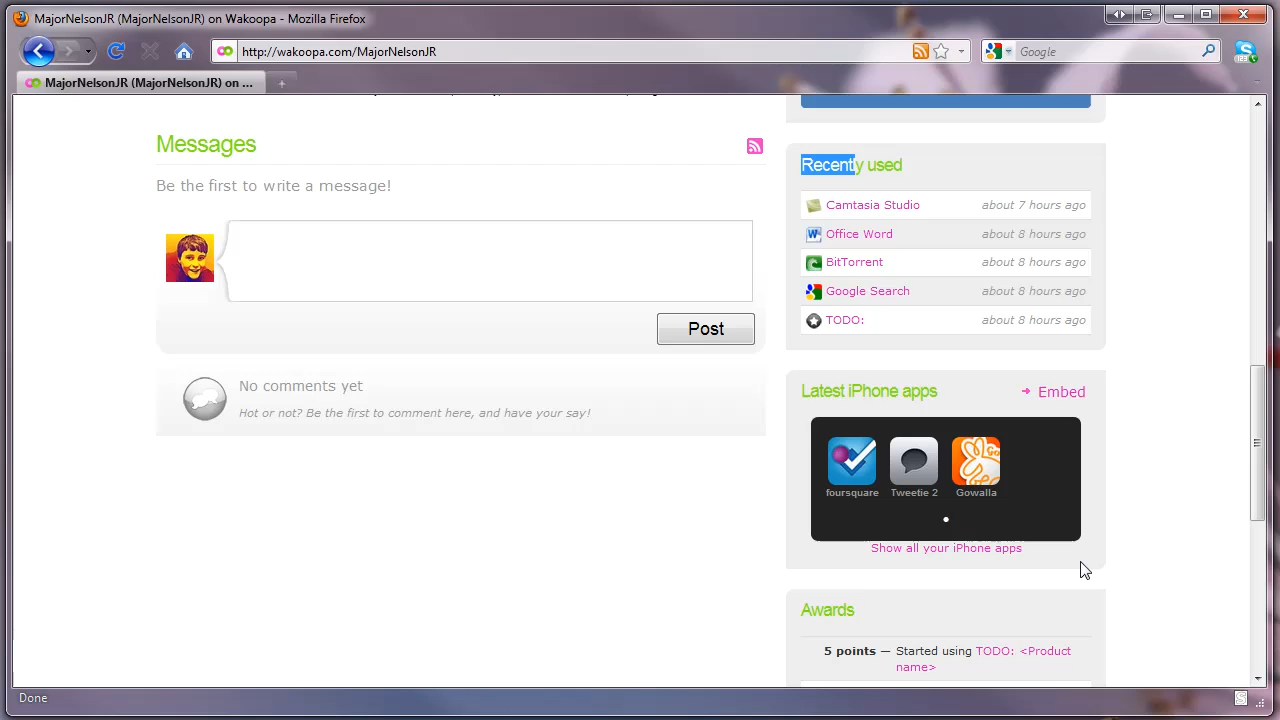 MajorNelsonJR (MajorNelsonJR) on Wakoopa - Mozilla Firefox
http://wakoopa.com/MajorNelsonJR
Google
MajorNelsonJR (MajorNelsonJR) on ...
Messages
Be the first to write a message!
Post
No comments yet
Hot or not? Be the first to comment here, and have your say!
Recently used
Camtasia Studio about 7 hours ago
Office Word about 8 hours ago
BitTorrent about 8 hours ago
Google Search about 8 hours ago
TODO: about 8 hours ago
Latest iPhone apps Embed
foursquare Tweetie 2 Gowalla
Show all your iPhone apps
Awards
5 points — Started using TODO: <Product
name>
Done